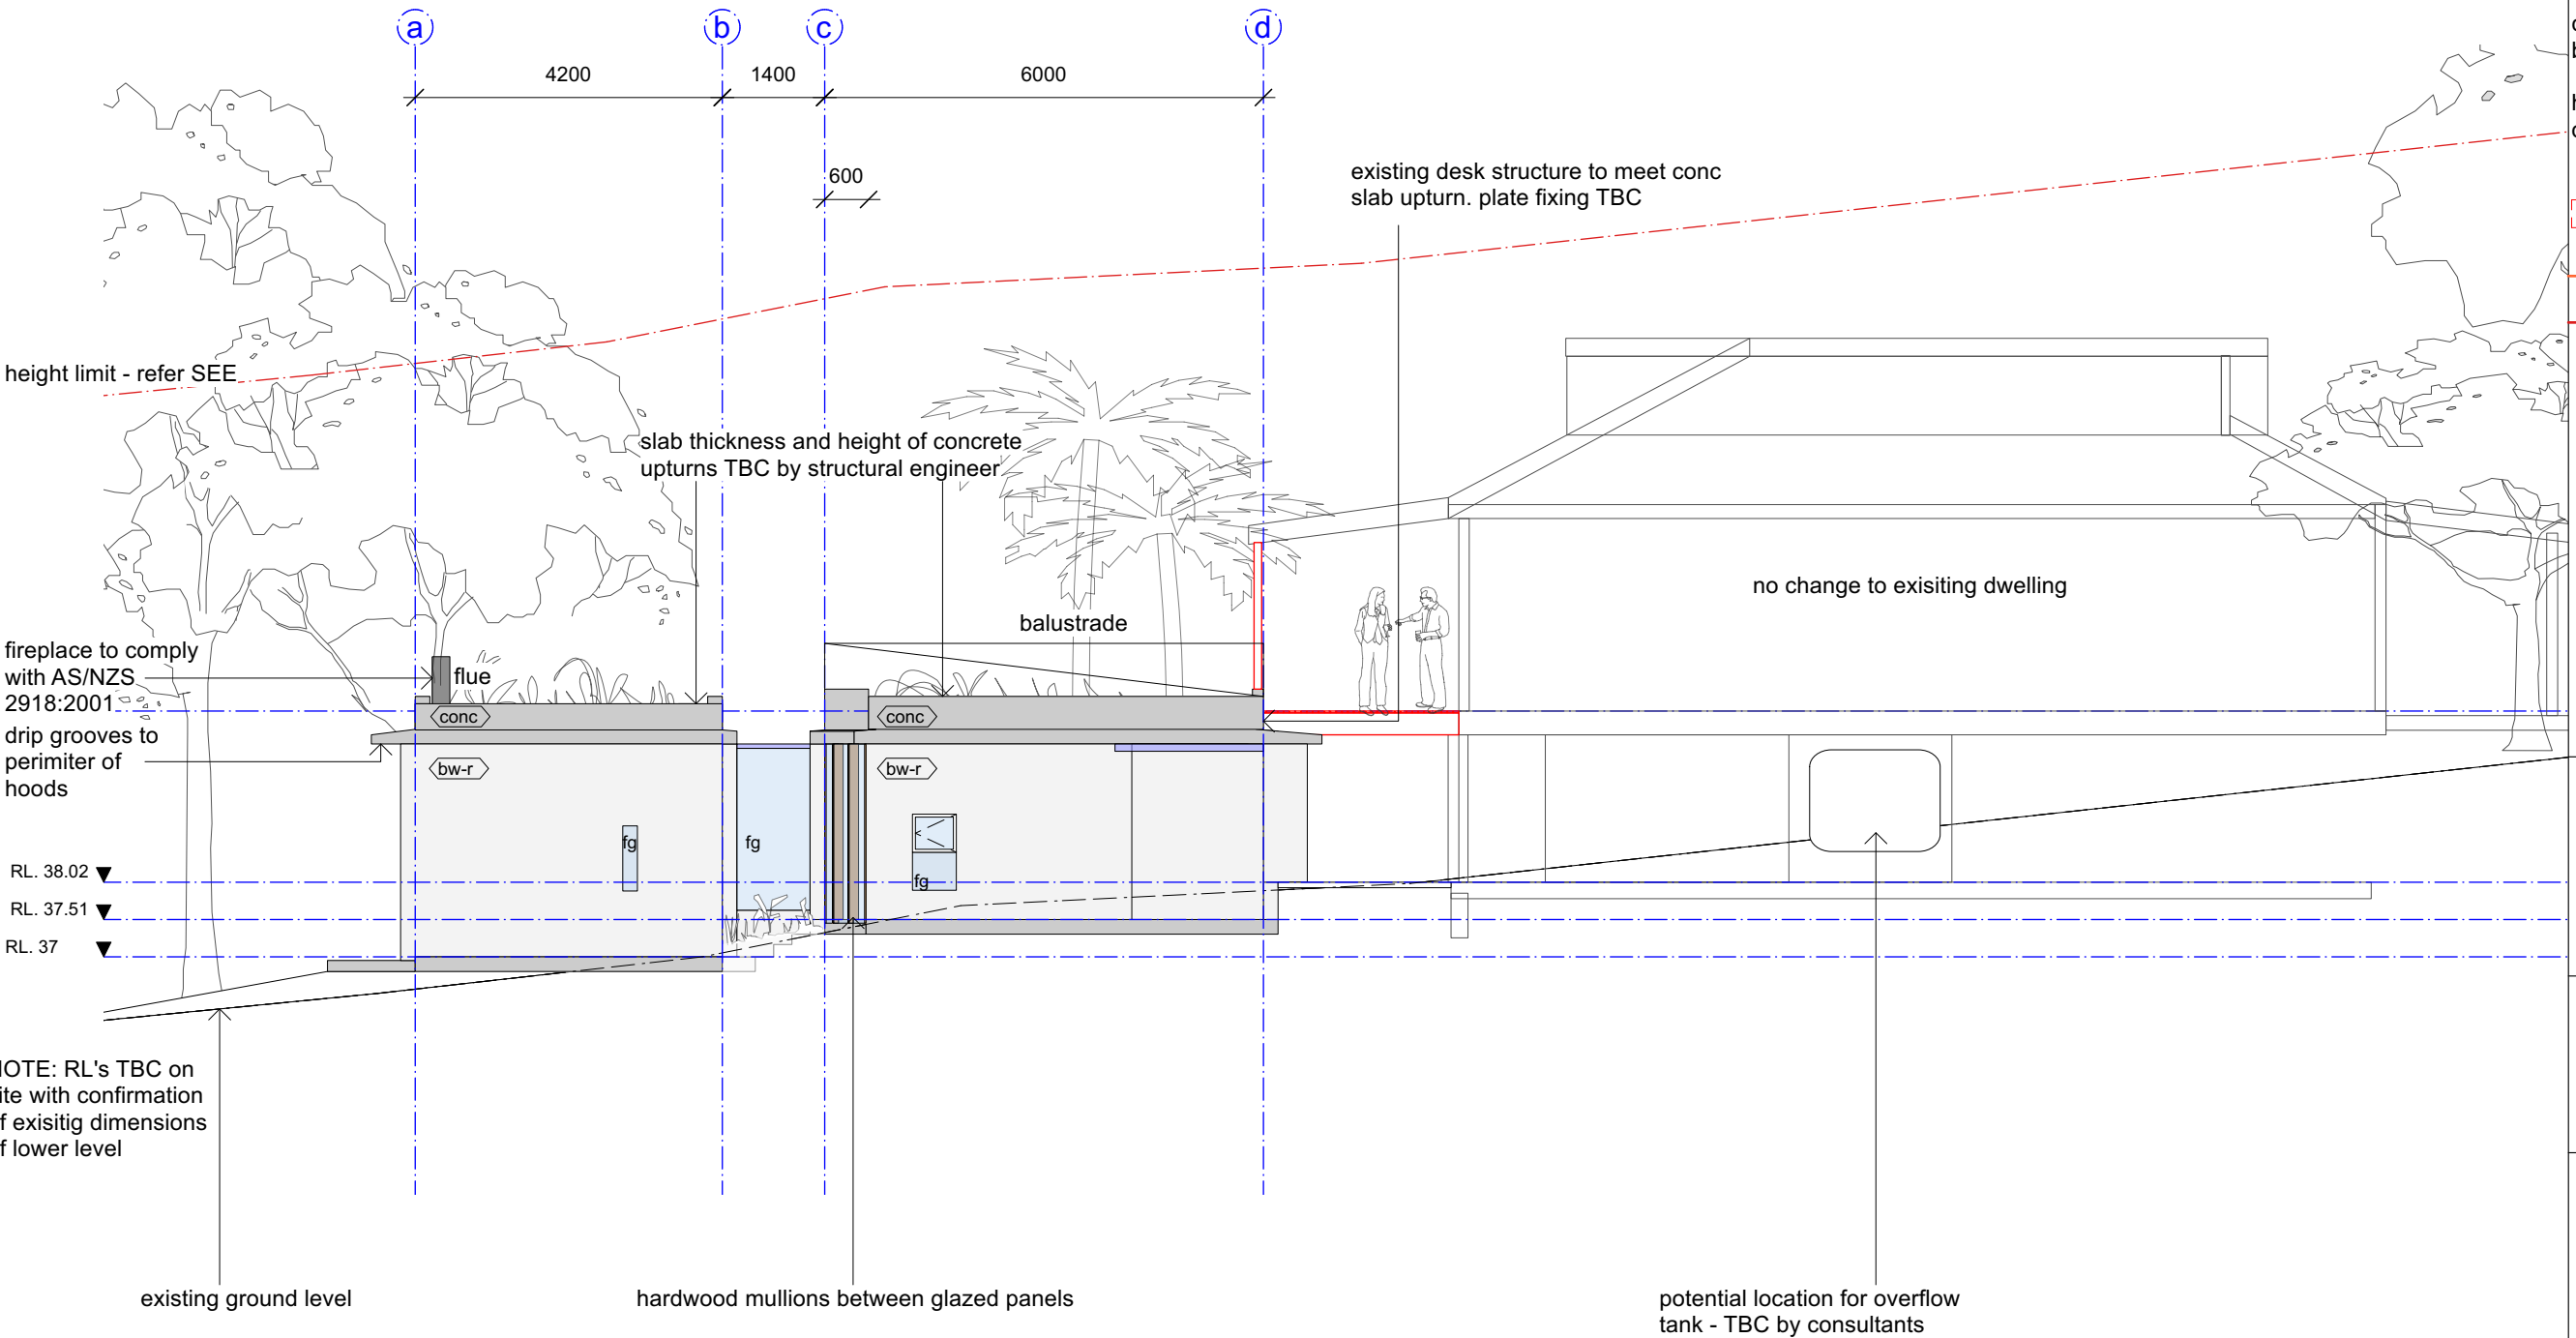 a
b
c
d
4200
1400
6000
600
existing desk structure to meet conc
slab upturn. plate fixing TBC
height limit - refer SEE
slab thickness and height of concrete
upturns TBC by structural engineer
no change to exisiting dwelling
balustrade
fireplace to comply
with AS/NZS
2918:2001
flue
conc
conc
drip grooves to
perimiter of
hoods
bw-r
bw-r
fg
fg
fg
RL. 38.02
RL. 37.51
RL. 37
IOTE: RL's TBC on
ite with confirmation
f exisitig dimensions
f lower level
existing ground level
hardwood mullions between glazed panels
potential location for overflow
tank - TBC by consultants